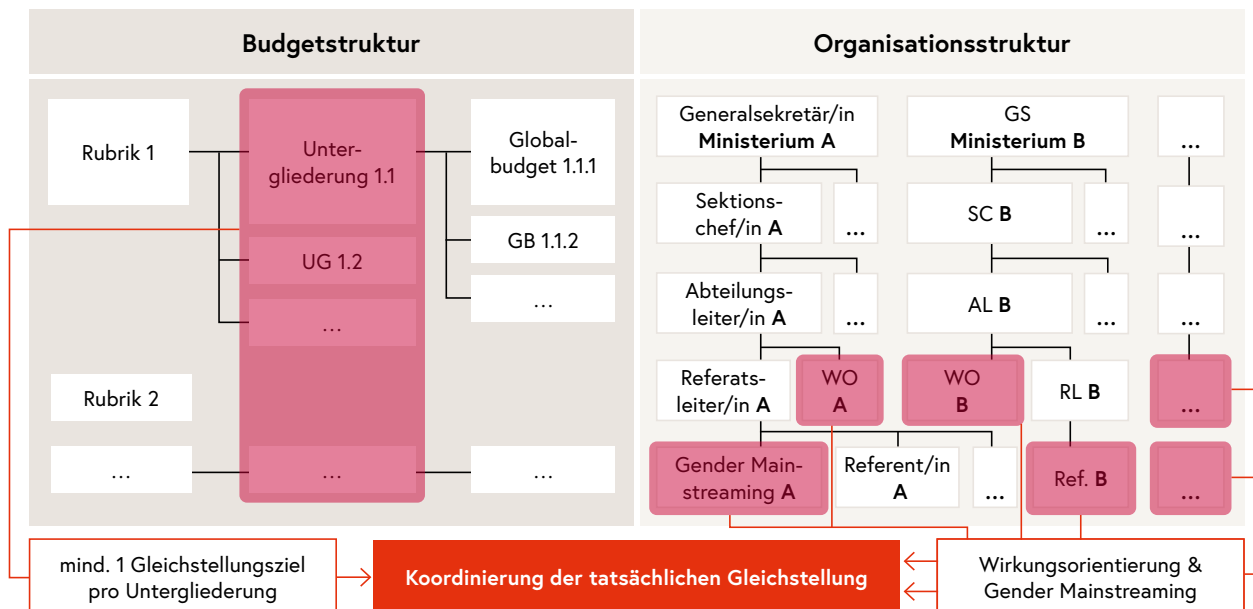 Budgetstruktur
Rubrik 1
Unter-
gliederung 1.1
Global-
budget 1.1.1
GB 1.1.2
UG 1.2
...
...
Rubrik 2
...
...
...
Organisationsstruktur
Generalsekretär/in
Ministerium A
GS
Ministerium B
...
Sektions-
chef/in A
...
SC B
...
...
Abteilungs-
leiter/in A
...
AL B
...
...
Referats-
leiter/in A
WO
A
WO
B
RL B
...
Gender Main-
streaming A
Referent/in
A
...
Ref. B
...
mind. 1 Gleichstellungsziel
pro Untergliederung
Koordinierung der tatsächlichen Gleichstellung
Wirkungsorientierung &
Gender Mainstreaming